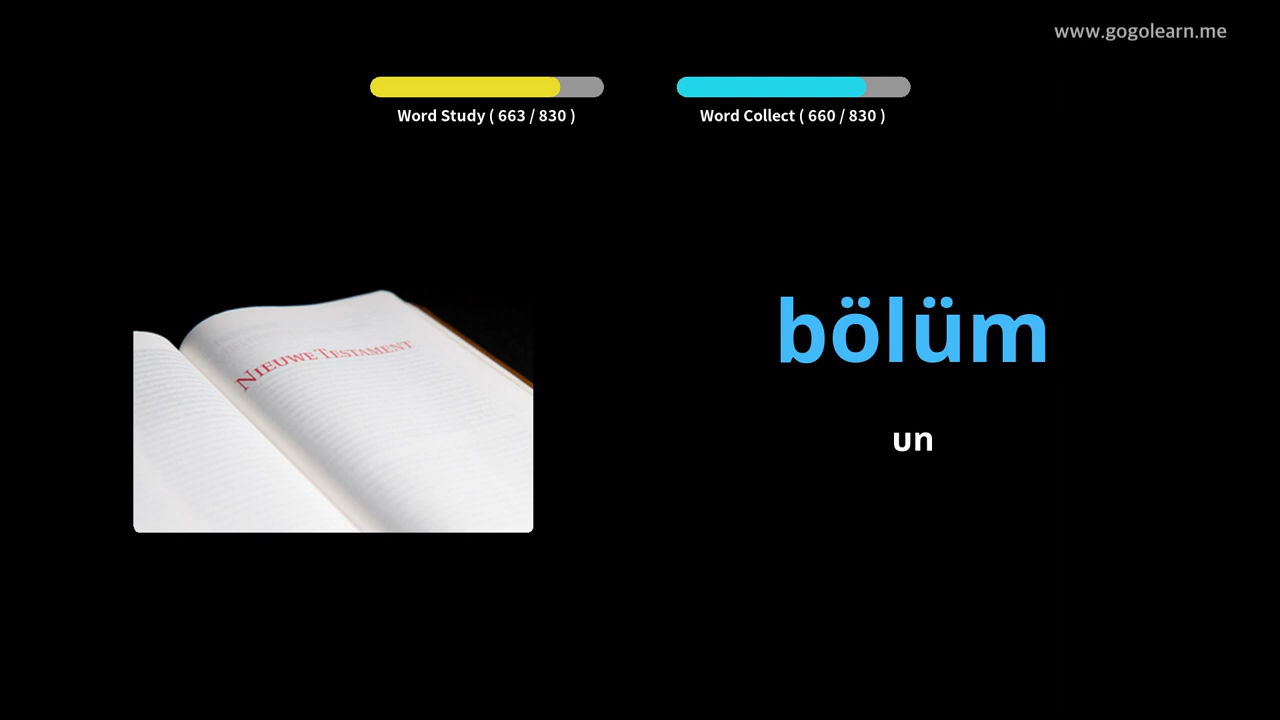 www.gogolearn.me
Word Study ( 663 / 830 )
Word Collect ( 660 / 830 )
NIEUWE TESTAMENT
bölüm
un